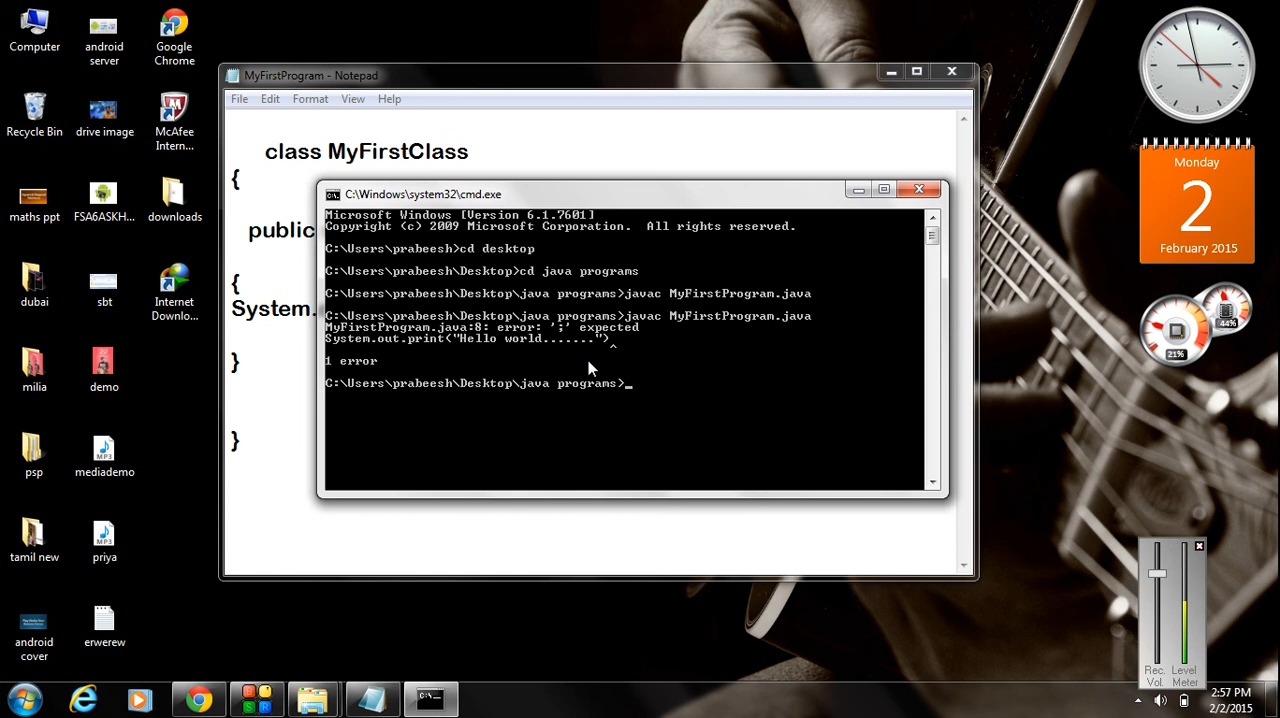 Computer
android
server
Google
Chrome
Recycle Bin
drive image
McAfee
Intern...
maths ppt
FSA6ASKH...
downloads
dubai
sbt
Internet
Downlo...
milia
demo
psp
mediademo
tamil new
priya
android
cover
erwerew
MyFirstProgram - Notepad
File Edit Format View Help
class MyFirstClass
{
public
{
System.
}
}
C:\Windows\system32\cmd.exe
Microsoft Windows [Version 6.1.7601]
Copyright (c) 2009 Microsoft Corporation.  All rights reserved.
C:\Users\prabeesh>cd desktop
C:\Users\prabeesh\Desktop>cd java programs
C:\Users\prabeesh\Desktop\java programs>javac MyFirstProgram.java
C:\Users\prabeesh\Desktop\java programs>javac MyFirstProgram.java
MyFirstProgram.java:8: error: ';' expected
System.out.print("Hello world.......")
^
1 error
C:\Users\prabeesh\Desktop\java programs>_
Monday
2
February 2015
44%
21%
Rec. Level
Vol. Meter
2:57 PM
2/2/2015